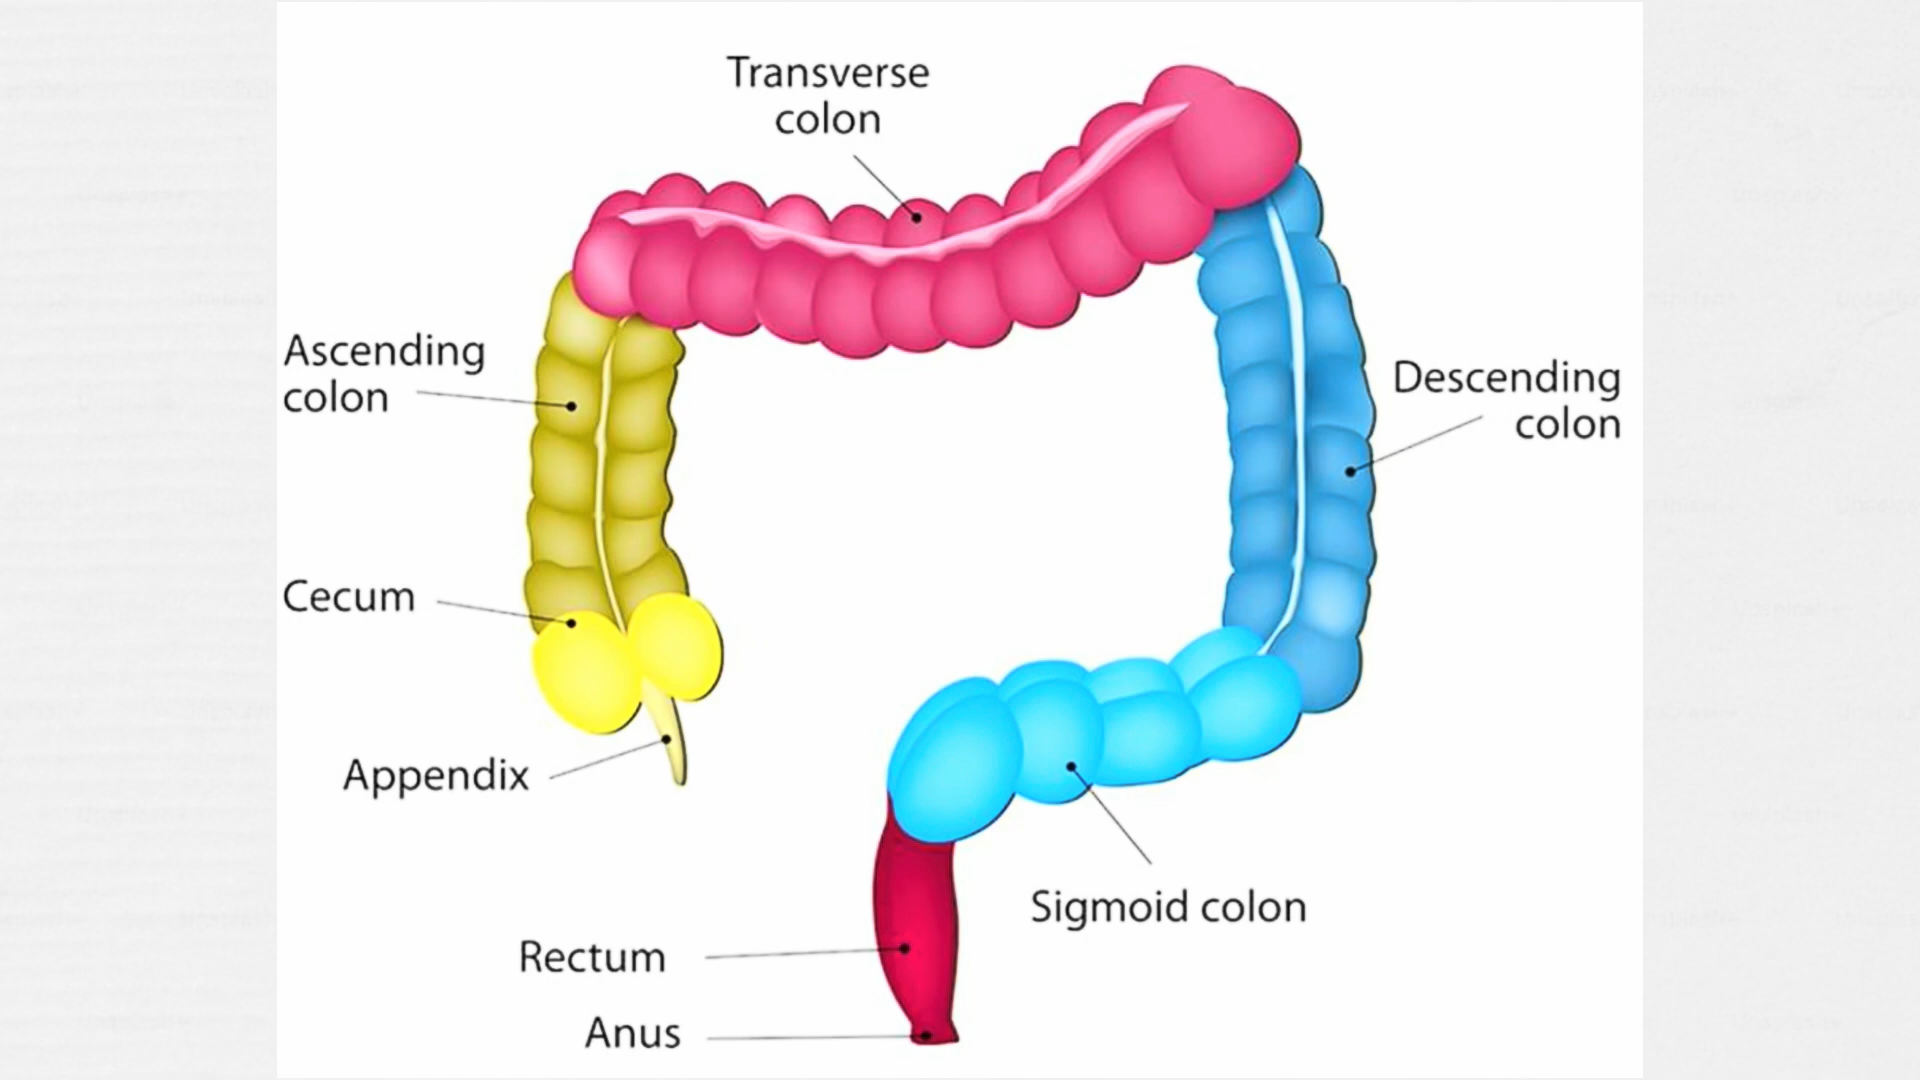 Transverse
colon
Ascending
colon
Descending
colon
Cecum
Appendix
Sigmoid colon
Rectum
Anus